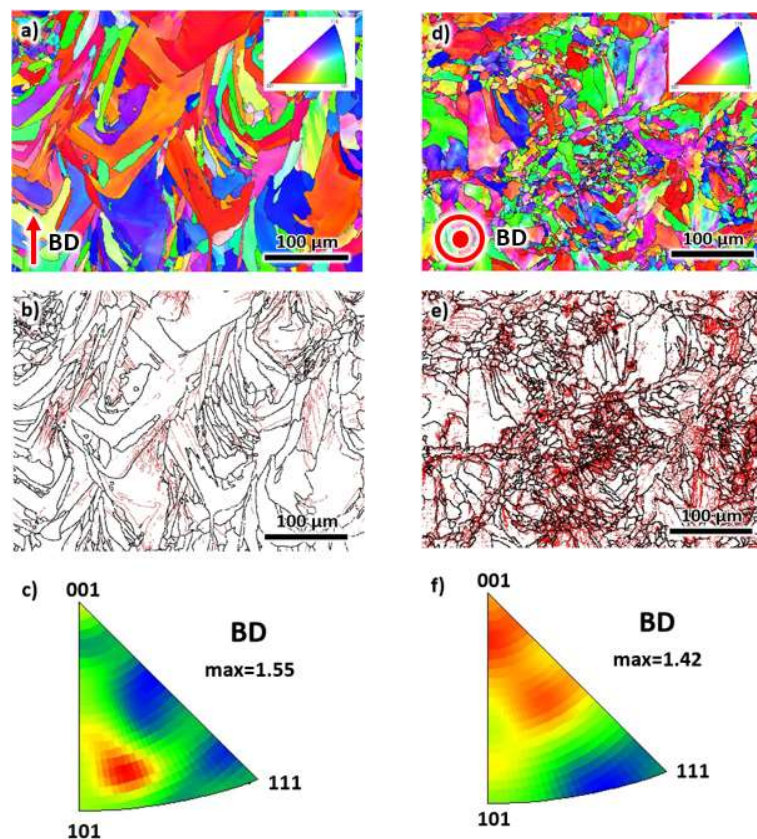 a)
d)
BD
100 µm
BD
100 µm
b)
e)
100 µm
100 µm
c)
001
BD
max=1.55
111
101
f)
001
BD
max=1.42
111
101